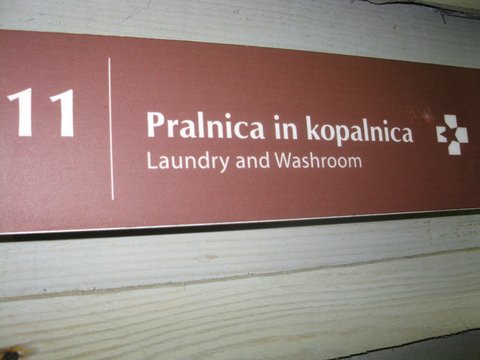 11
Pralnica in kopalnica
Laundry and Washroom